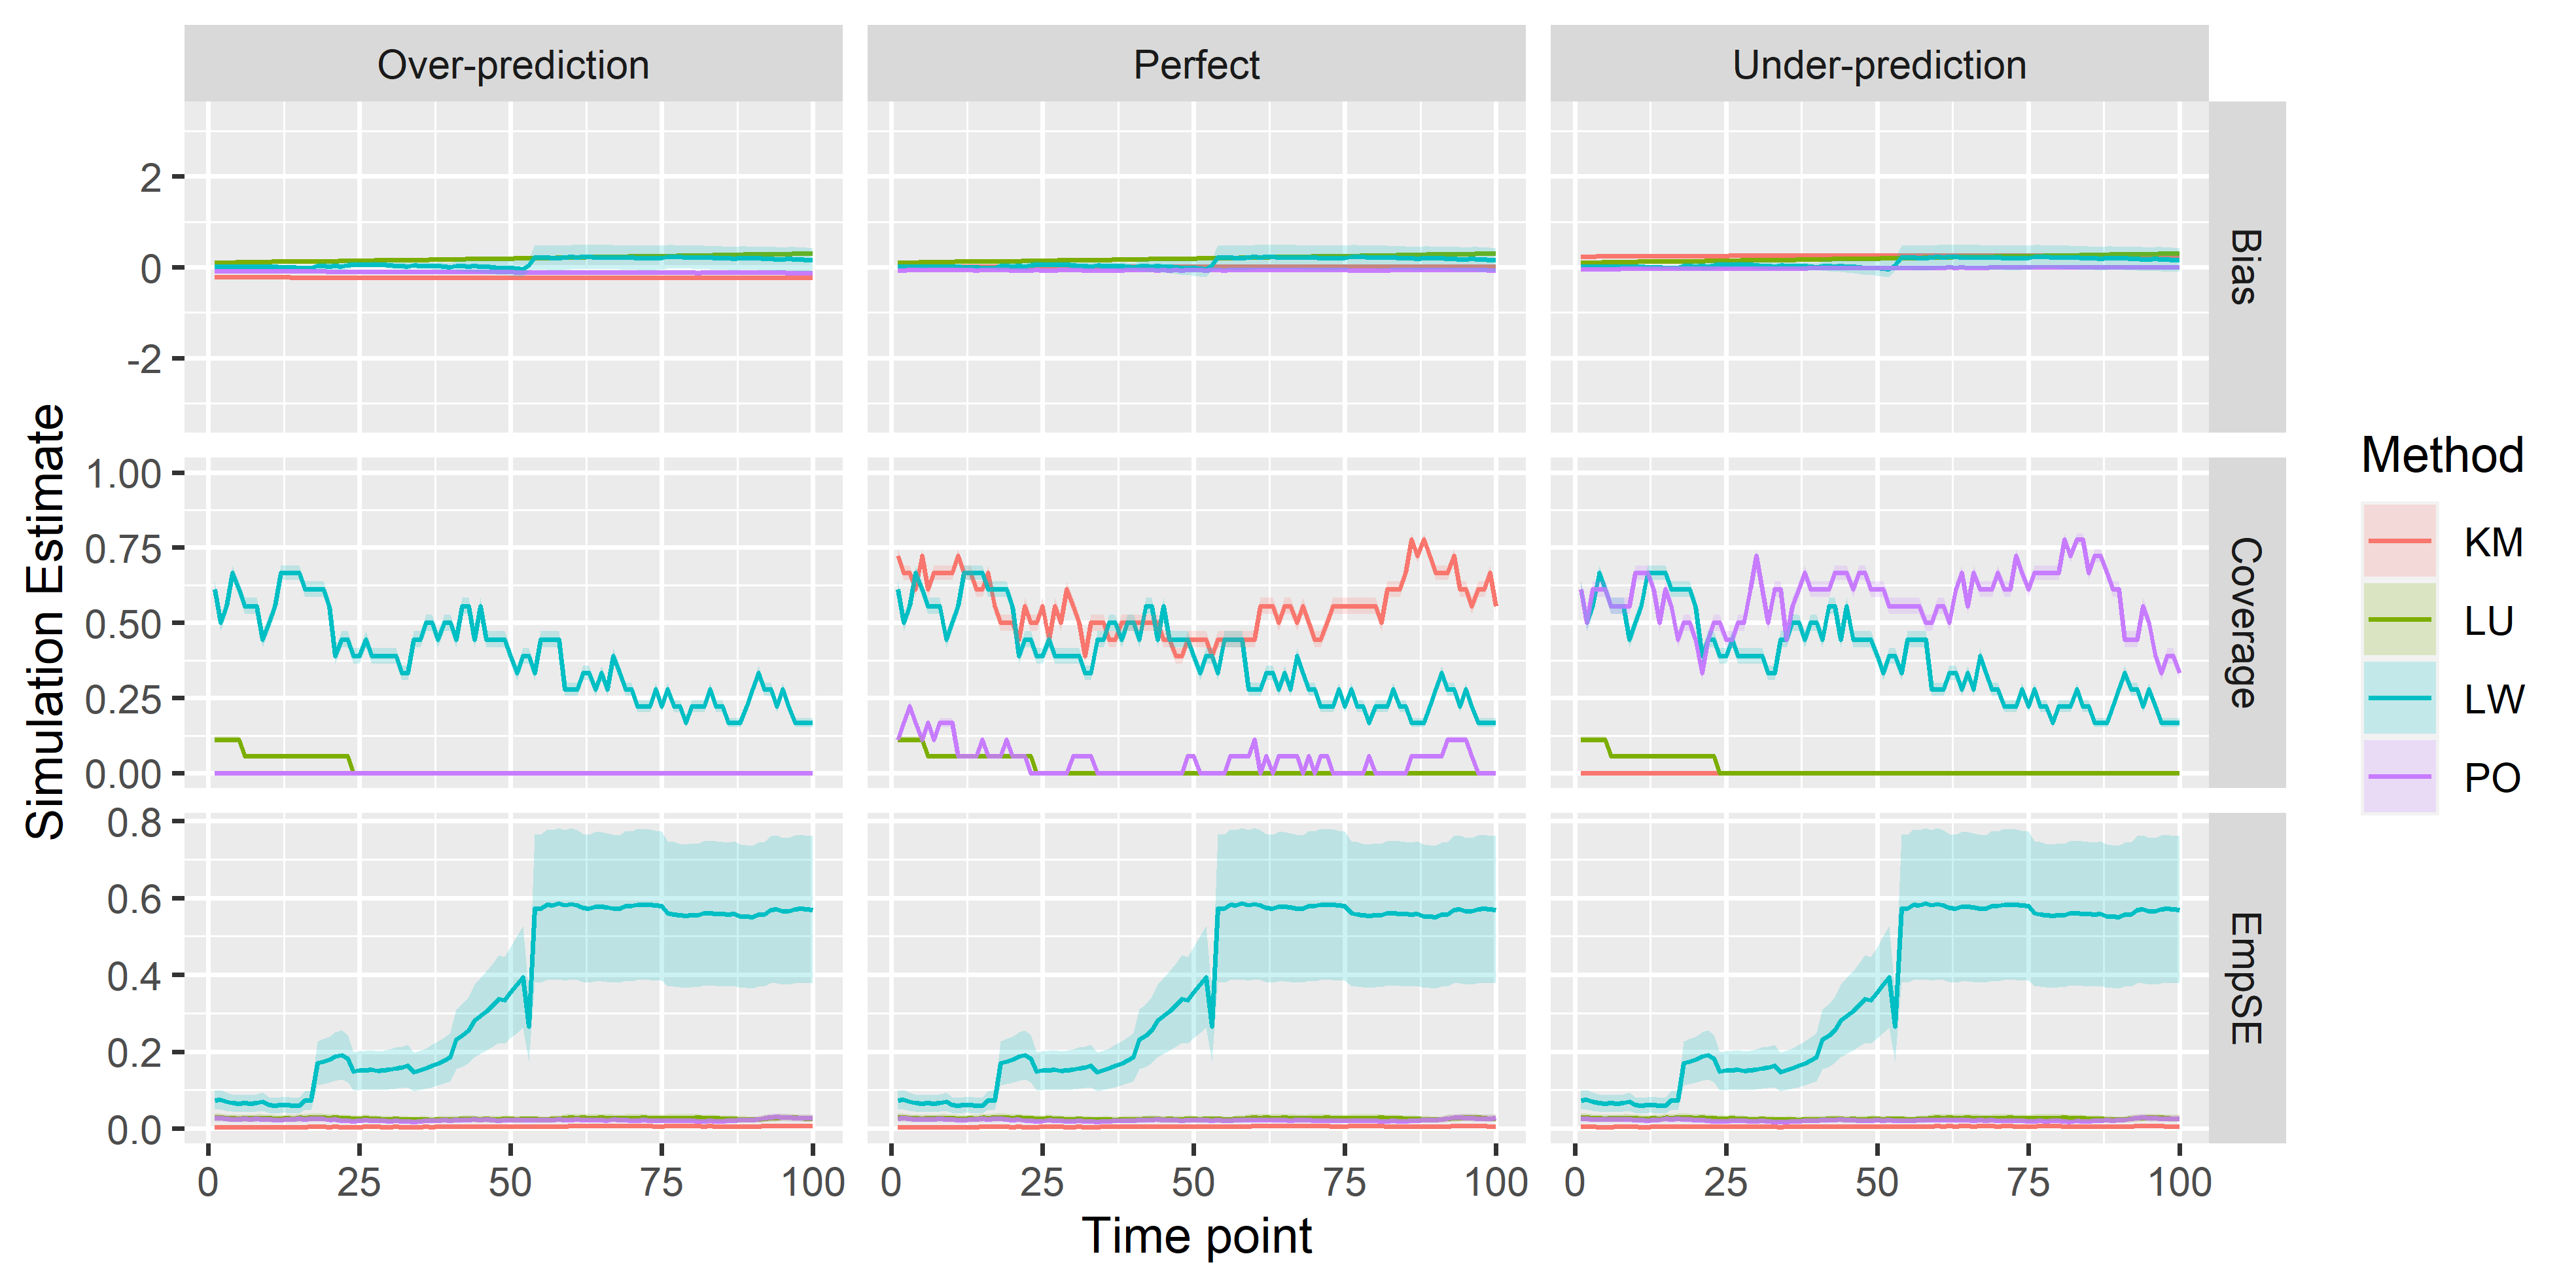 Over-prediction
Perfect
Under-prediction
2
0
-2
Bias
1.00
0.75
0.50
0.25
0.00
Coverage
0.8
0.6
0.4
0.2
0.0
EmpSE
0 25 50 75 100
0 25 50 75 100
0 25 50 75 100
Time point
Simulation Estimate
Method
KM
LU
LW
PO